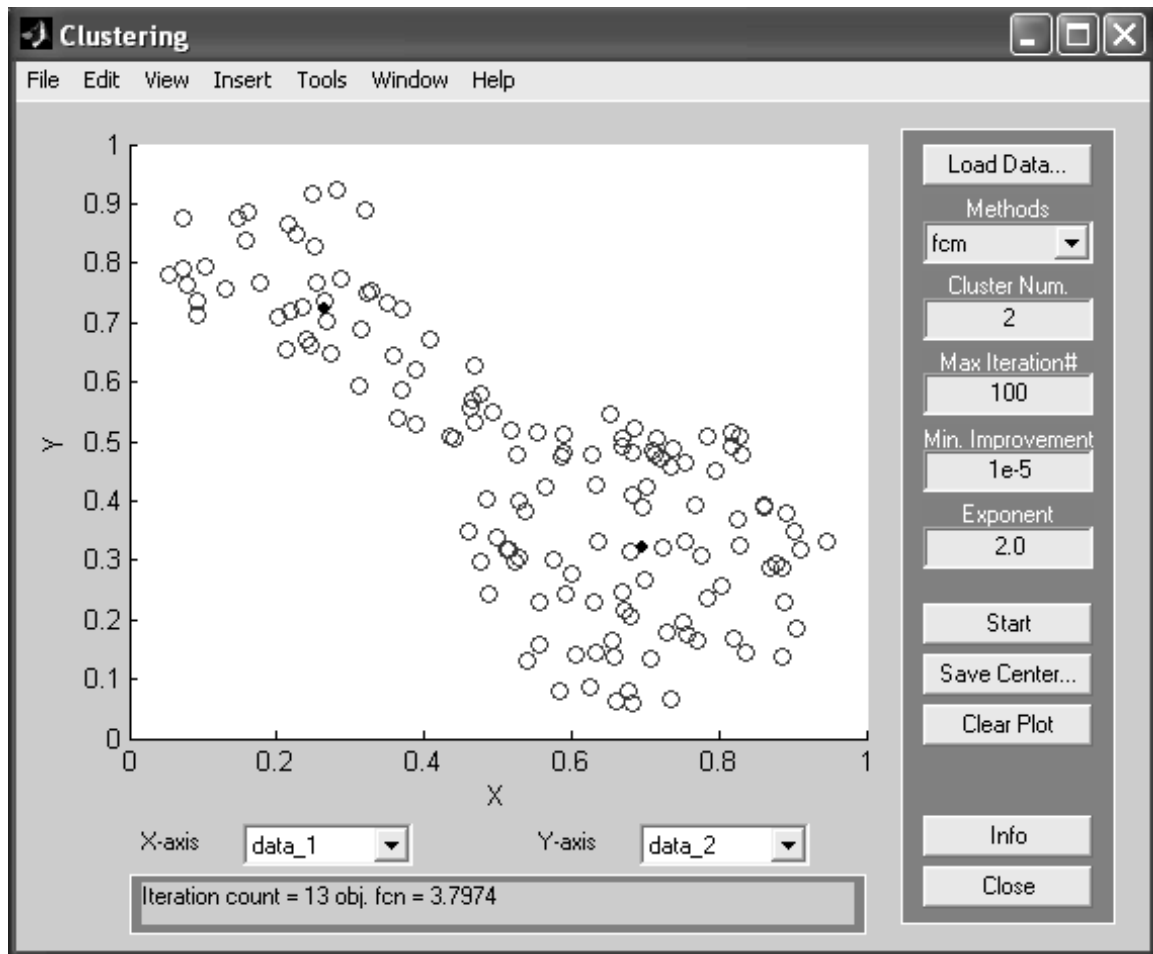 Clustering
File Edit View Insert Tools Window Help
1
0.9
0.8
0.7
0.6
0.5
0.4
0.3
0.2
0.1
0
Y
0 0.2 0.4 0.6 0.8 1
X
X-axis data_1 Y-axis data_2
Iteration count = 13 obj. fcn = 3.7974
Load Data...
Methods
fcm
Cluster Num.
2
Max Iteration#
100
Min. Improvement
1e-5
Exponent
2.0
Start
Save Center...
Clear Plot
Info
Close